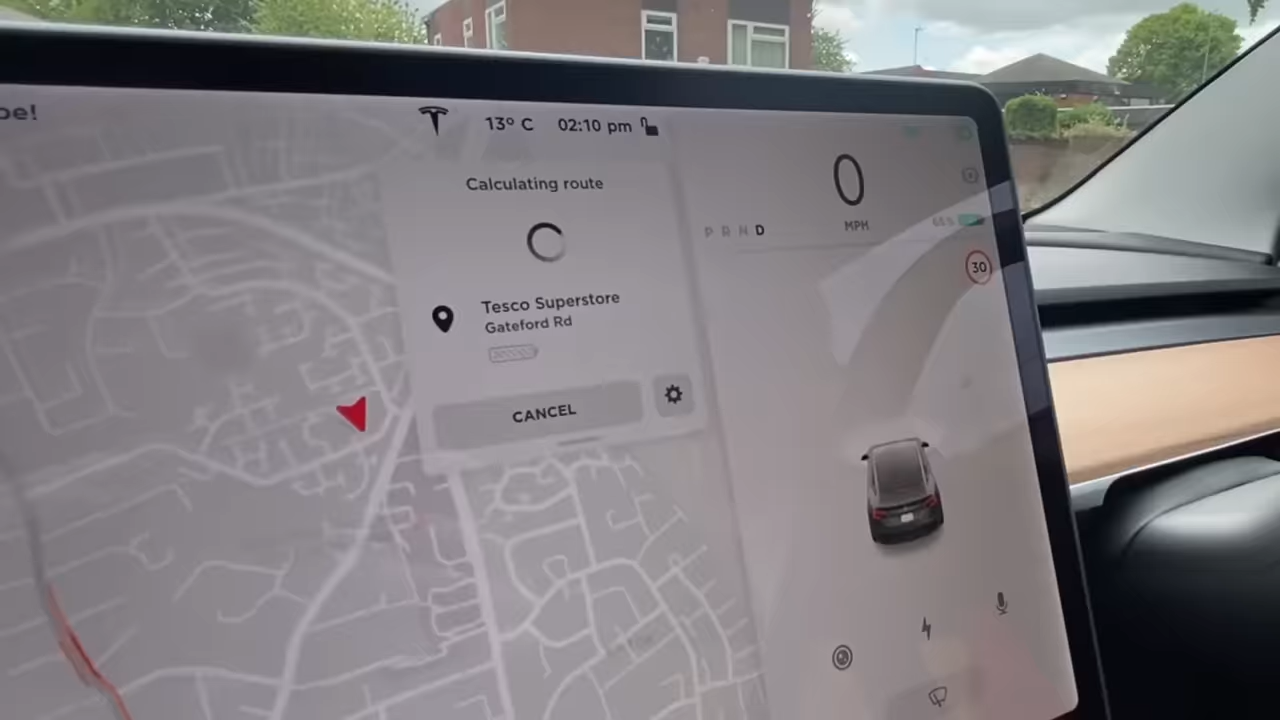 be!
13° C 02:10 pm
Calculating route
Tesco Superstore
Gateford Rd
CANCEL
0
MPH
P R N D
30